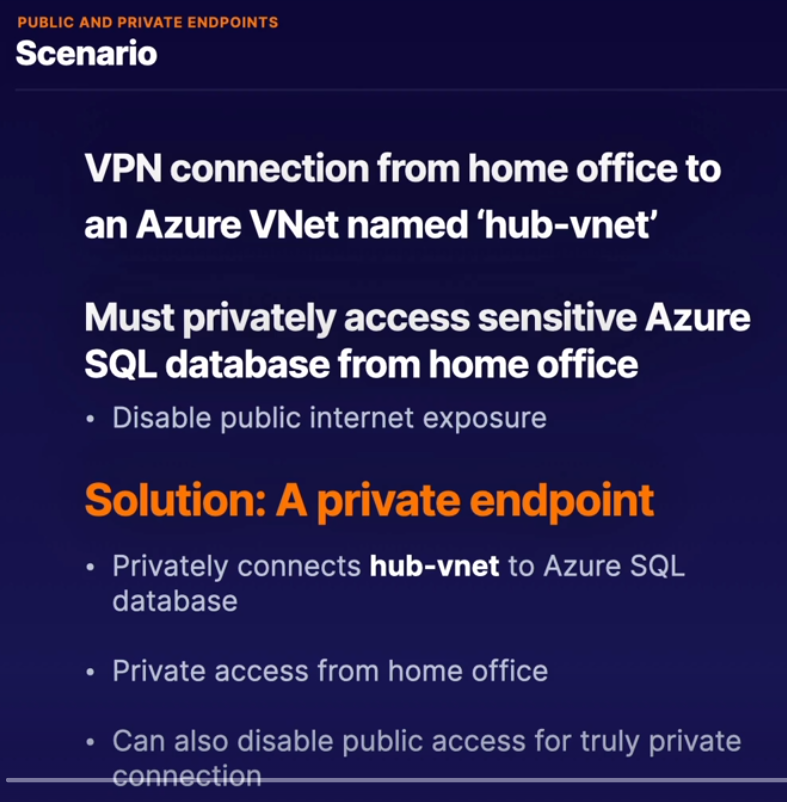 PUBLIC AND PRIVATE ENDPOINTS
Scenario
VPN connection from home office to
an Azure VNet named ‘hub-vnet’
Must privately access sensitive Azure
SQL database from home office
• Disable public internet exposure
Solution: A private endpoint
• Privately connects hub-vnet to Azure SQL
database
• Private access from home office
• Can also disable public access for truly private
connection